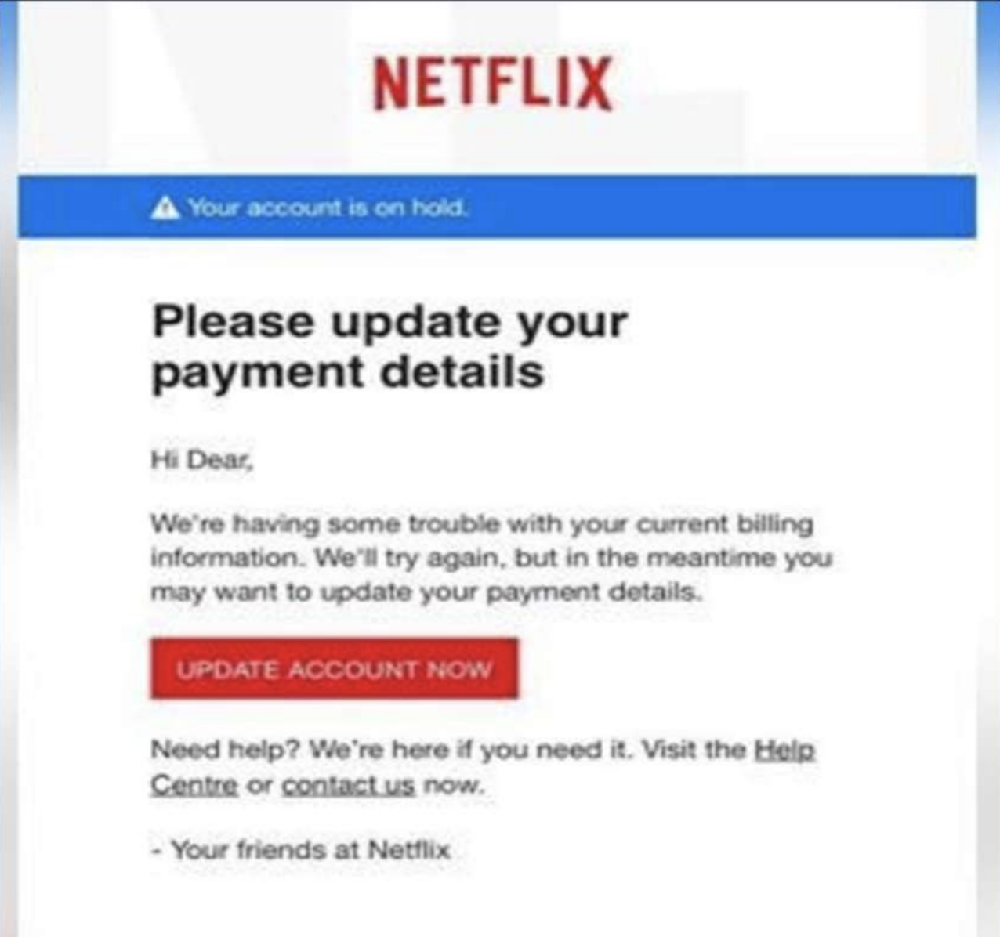 NETFLIX
Your account is on hold.
Please update your
payment details
Hi Dear,
We're having some trouble with your current billing
information. We'll try again, but in the meantime you
may want to update your payment details.
UPDATE ACCOUNT NOW
Need help? We're here if you need it. Visit the Help
Centre or contact us now.
- Your friends at Netflix